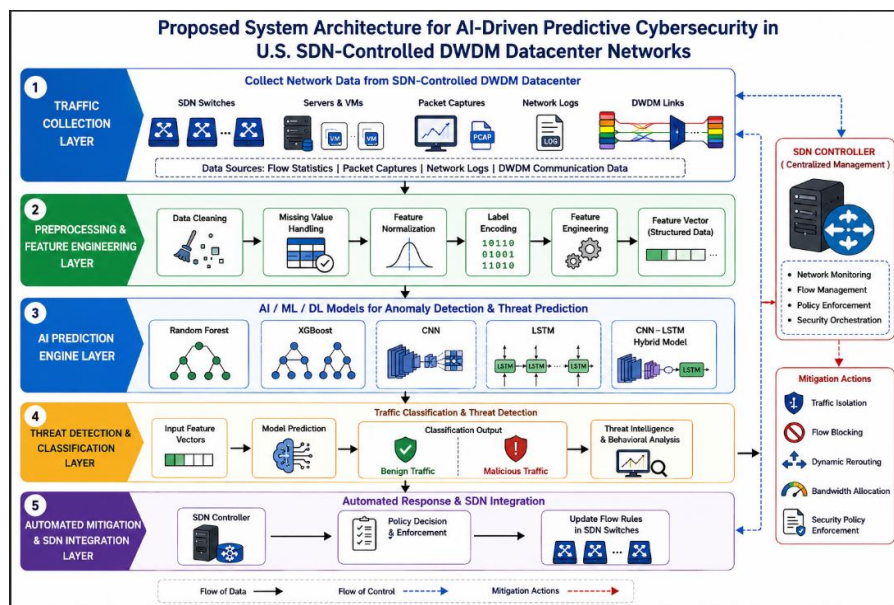 Proposed System Architecture for AI-Driven Predictive Cybersecurity in
U.S. SDN-Controlled DWDM Datacenter Networks
1
TRAFFIC
COLLECTION
LAYER
Collect Network Data from SDN-Controlled DWDM Datacenter
SDN Switches
Servers & VMs
Packet Captures
Network Logs
DWDM Links
VM
VM
PCAP
LOG
Data Sources: Flow Statistics | Packet Captures | Network Logs | DWDM Communication Data
2
PREPROCESSING &
FEATURE ENGINEERING
LAYER
Data Cleaning
Missing Value
Handling
Feature
Normalization
Label
Encoding
10110
01001
11010
Feature
Engineering
Feature Vector
(Structured Data)
...
3
AI PREDICTION
ENGINE LAYER
AI / ML / DL Models for Anomaly Detection & Threat Prediction
Random Forest
XGBoost
CNN
LSTM
LSTM
LSTM
LSTM
LSTM
CNN – LSTM
Hybrid Model
LSTM
4
THREAT DETECTION &
CLASSIFICATION
LAYER
Traffic Classification & Threat Detection
Input Feature
Vectors
Model Prediction
Classification Output
Benign Traffic
Malicious Traffic
Threat Intelligence
& Behavioral Analysis
5
AUTOMATED MITIGATION
& SDN INTEGRATION
LAYER
Automated Response & SDN Integration
SDN Controller
Policy Decision
& Enforcement
Update Flow Rules
in SDN Switches
SDN CONTROLLER
( Centralized Management)
• Network Monitoring
• Flow Management
• Policy Enforcement
• Security Orchestration
Mitigation Actions
Traffic Isolation
Flow Blocking
Dynamic Rerouting
Bandwidth Allocation
Security Policy
Enforcement
Flow of Data
Flow of Control
Mitigation Actions